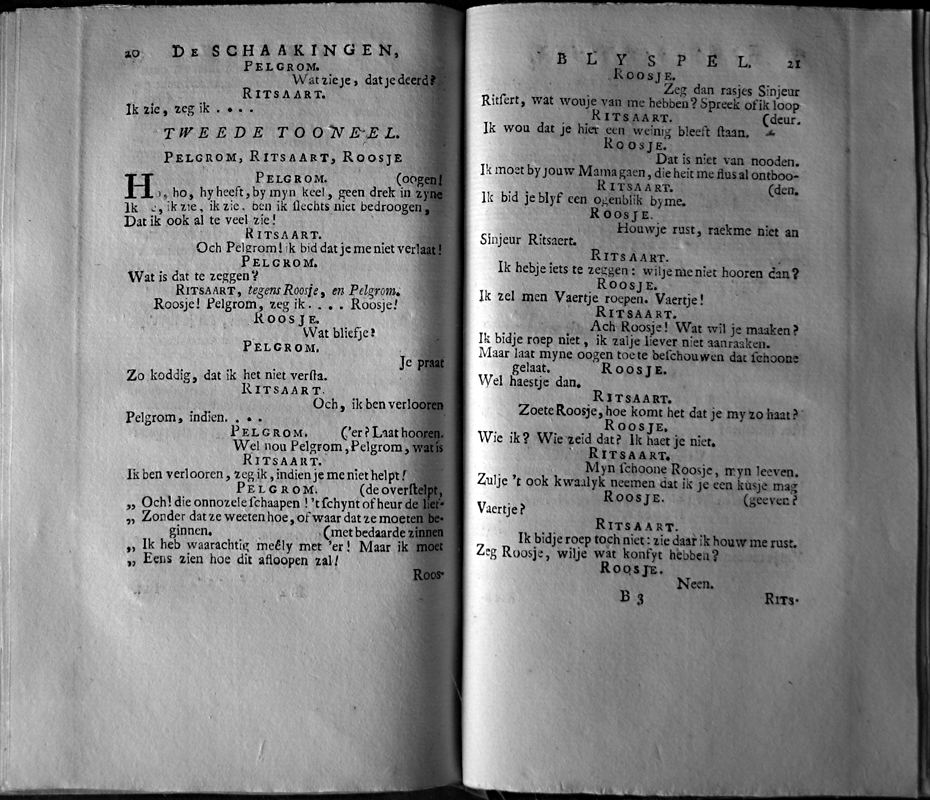 20 DE SCHAAKINGEN,
PELGROM.
Wat zie je, dat je deerd?
RITSAART.
Ik zie, zeg ik . . . .
TWEEDE TOONEEL.
PELGROM, RITSAART, ROOSJE
PELGROM. (oogen!
Ho, ho, hy heeft, by myn keel, geen drek in zyne
Ik zie, ik zie. ben ik slechts niet bedroogen,
Dat ik ook al te veel zie!
RITSAART.
Och Pelgrom! ik bid dat je me niet verlaat!
PELGROM.
Wat is dat te zeggen?
RITSAART, tegens Roosje, en Pelgrom.
Roosje! Pelgrom, zeg ik. . . . Roosje!
ROOSJE.
Wat bliefje?
PELGROM.
Je praat
Zo koddig, dat ik het niet versta.
RITSAART.
Och, ik ben verlooren
Pelgrom, indien. . . .
PELGROM. ('er? Laat hooren.
Wel nou Pelgrom, Pelgrom, wat is
RITSAART.
Ik ben verlooren, zeg ik, indien je me niet helpt!
PELGROM. (de overstelpt,
„ Och! die onnozele schaapen! 't schynt of heur de lief-
„ Zonder dat ze weeten hoe, of waar dat ze moeten be-
ginnen. (met bedaarde zinnen
„ Ik heb waarachtig meêly met 'er! Maar ik moet
„ Eens zien hoe dit afloopen zal!
Roos-
BLYSPEL. 21
ROOSJE.
Zeg dan rasjes Sinjeur
Ritsert, wat wouje van me hebben? Spreek of ik loop
RITSAART. (deur.
Ik wou dat je hier een weinig bleeft staan.
ROOSJE.
Dat is niet van nooden.
Ik moet by jouw Mama gaen, die heit me flus al ontboo-
RITSAART. (den.
Ik bid je blyf een ogenblik by me.
ROOSJE.
Houwje rust, raekme niet an
Sinjeur Ritsaert.
RITSAART.
Ik hebje iets te zeggen: wilje me niet hooren dan?
ROOSJE.
Ik zel men Vaertje roepen. Vaertje!
RITSAART.
Ach Roosje! Wat wil je maaken?
Ik bidje roep niet, ik zalje liever niet aanraaken.
Maar laat myne oogen toe te beschouwen dat schoone
gelaat. ROOSJE.
Wel haestje dan.
RITSAART.
Zoete Roosje, hoe komt het dat je my zo haat?
ROOSJE.
Wie ik? Wie zeid dat? Ik haet je niet.
RITSAART.
Myn schoone Roosje, myn leeven.
Zulje 't ook kwaalyk neemen dat ik je een kusje mag
ROOSJE. (geeven?
Vaertje?
RITSAART.
Ik bidje roep toch niet: zie daar ik houw me rust.
Zeg Roosje, wilje wat konfyt hebben?
ROOSJE.
Neen.
B 3 RITS-